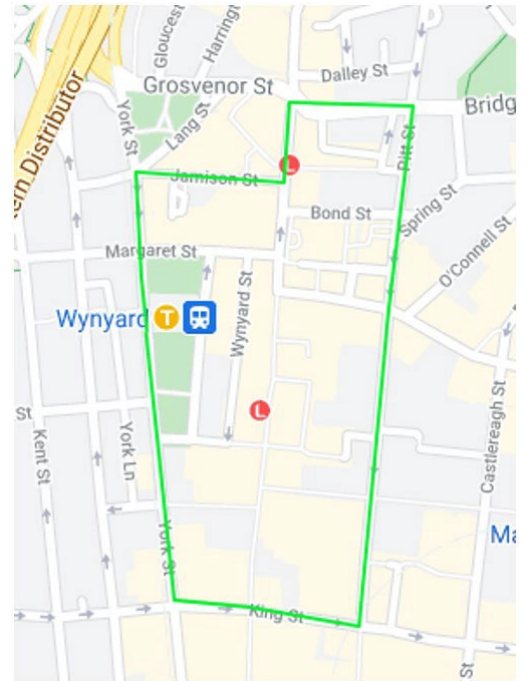 Gloucest
Harringt
Dalley St
Grosvenor St
Bridg
York St
Lang St
ern Distributor
Pitt St
Jamison St
L
Bond St
Spring St
O'Connell St
Margaret St
Wynyard
T
Wynyard St
L
St
Kent St
York Ln
Castlereagh St
Ma
York St
King St
St